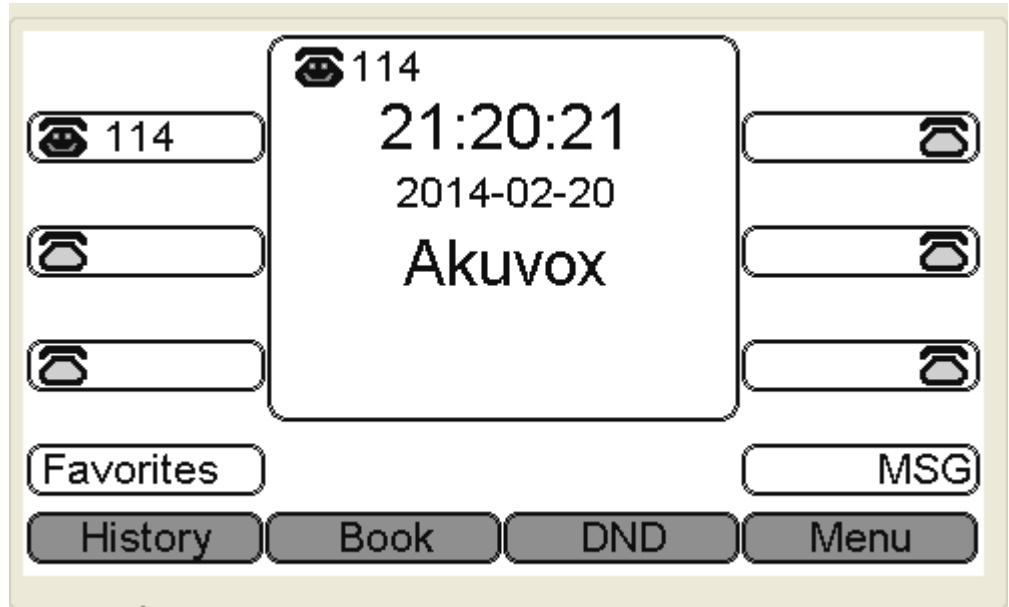 114
21:20:21
2014-02-20
Akuvox
114
Favorites
MSG
History
Book
DND
Menu